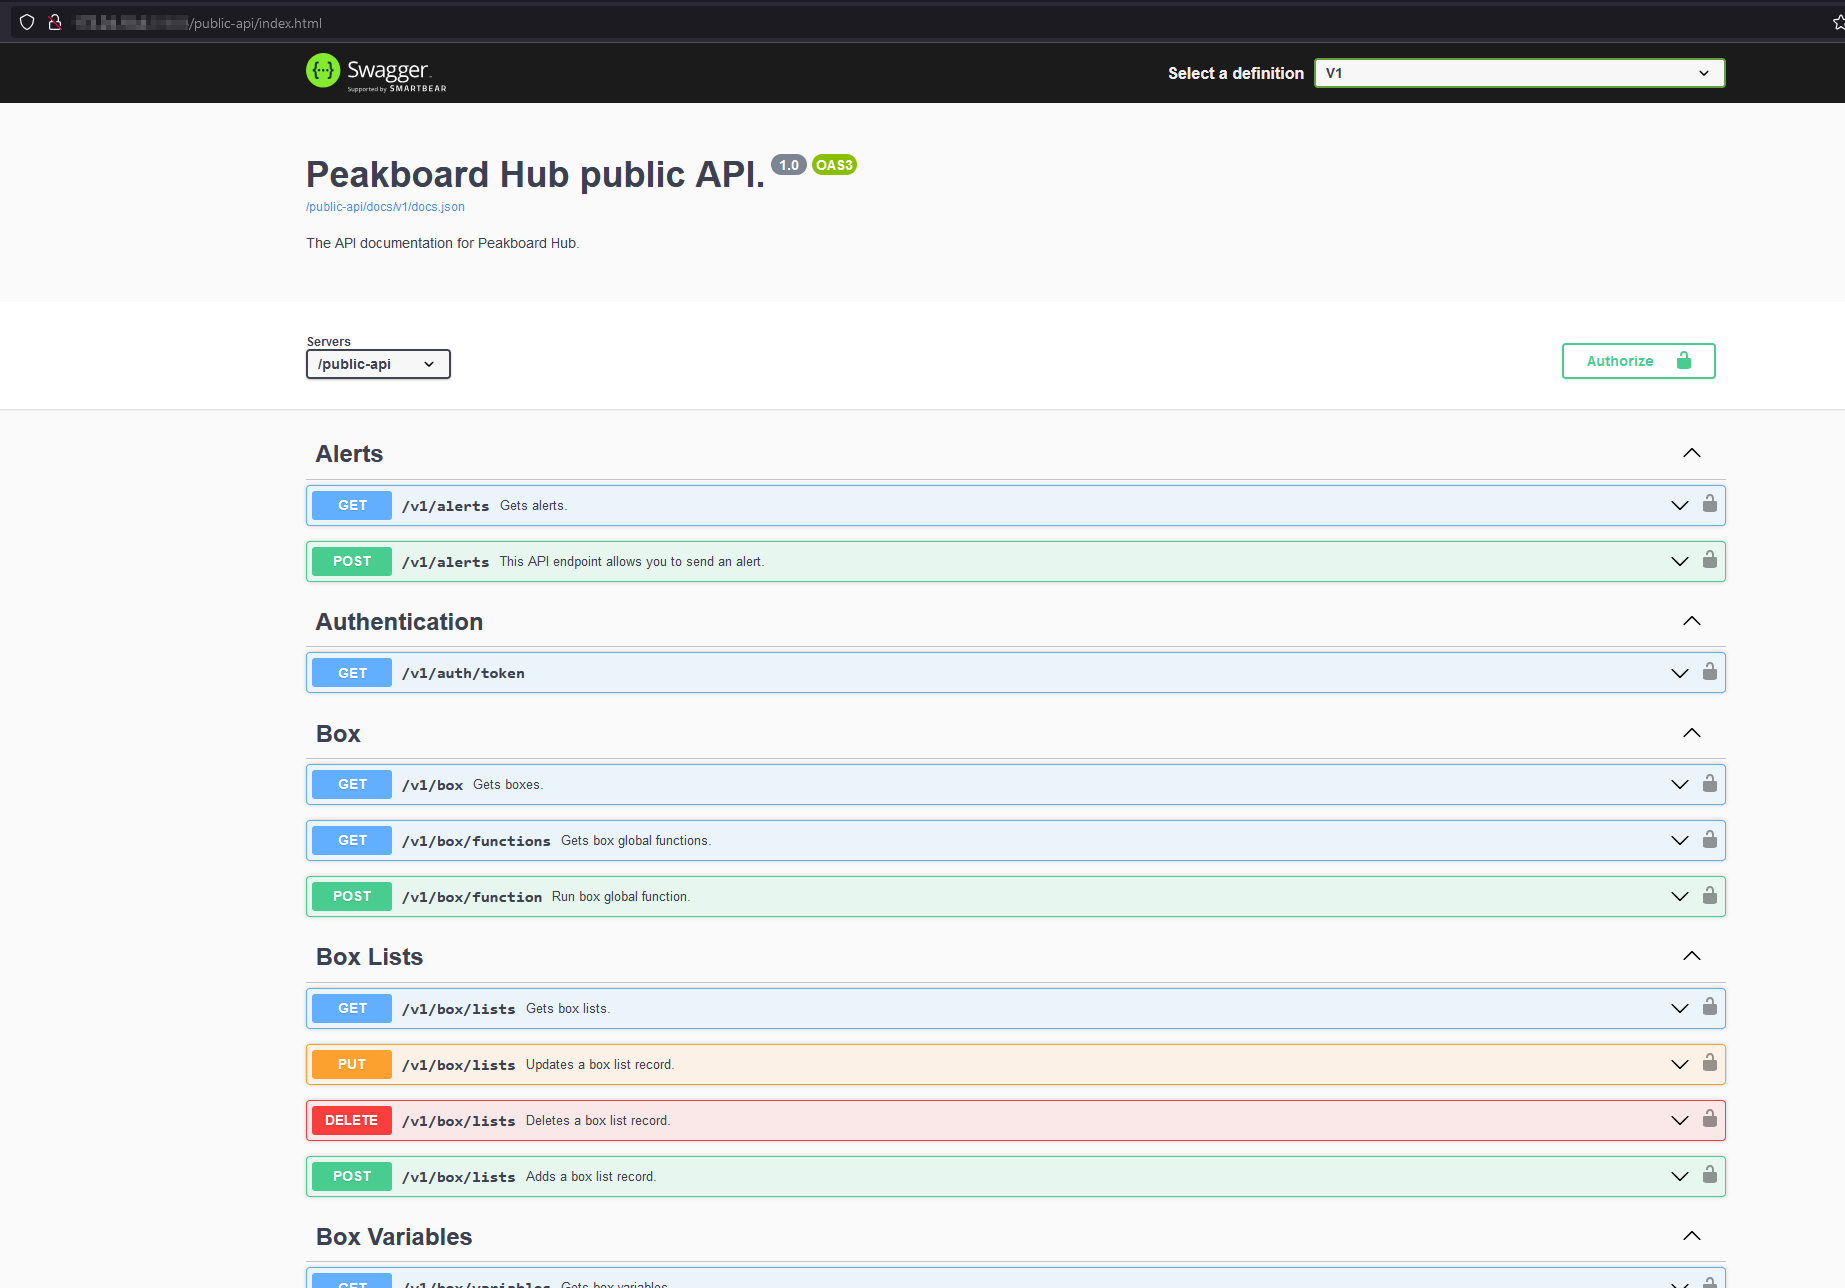 /public-api/index.html
Swagger.
Supported by SMARTBEAR
Select a definition
V1
Peakboard Hub public API. 1.0 OAS3
/public-api/docs/v1/docs.json
The API documentation for Peakboard Hub.
Servers
/public-api
Authorize
Alerts
GET /v1/alerts Gets alerts.
POST /v1/alerts This API endpoint allows you to send an alert.
Authentication
GET /v1/auth/token
Box
GET /v1/box Gets boxes.
GET /v1/box/functions Gets box global functions.
POST /v1/box/function Run box global function.
Box Lists
GET /v1/box/lists Gets box lists.
PUT /v1/box/lists Updates a box list record.
DELETE /v1/box/lists Deletes a box list record.
POST /v1/box/lists Adds a box list record.
Box Variables
GET /v1/box/variables Gets box variables.